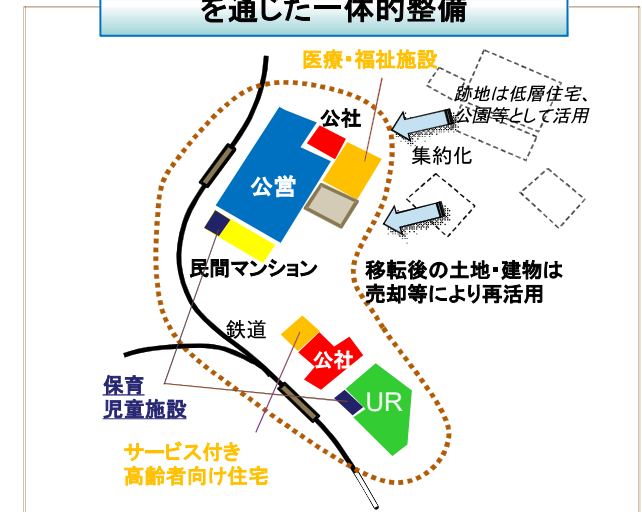 を通じた一体的整備
医療・福祉施設
跡地は低層住宅、
公園等として活用
公社
集約化
公営
民間マンション
移転後の土地・建物は
売却等により再活用
鉄道
公社
保育
児童施設
UR
サービス付き
高齢者向け住宅